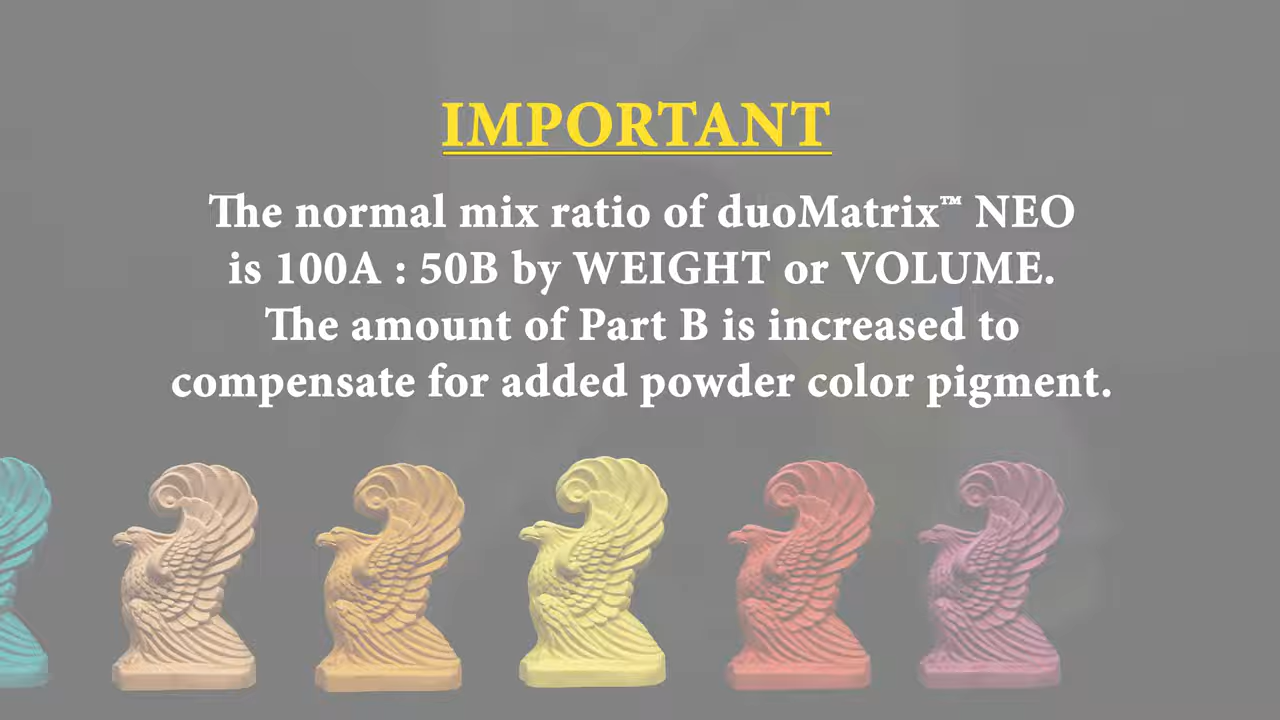 IMPORTANT
The normal mix ratio of duoMatrix™ NEO
is 100A : 50B by WEIGHT or VOLUME.
The amount of Part B is increased to
compensate for added powder color pigment.